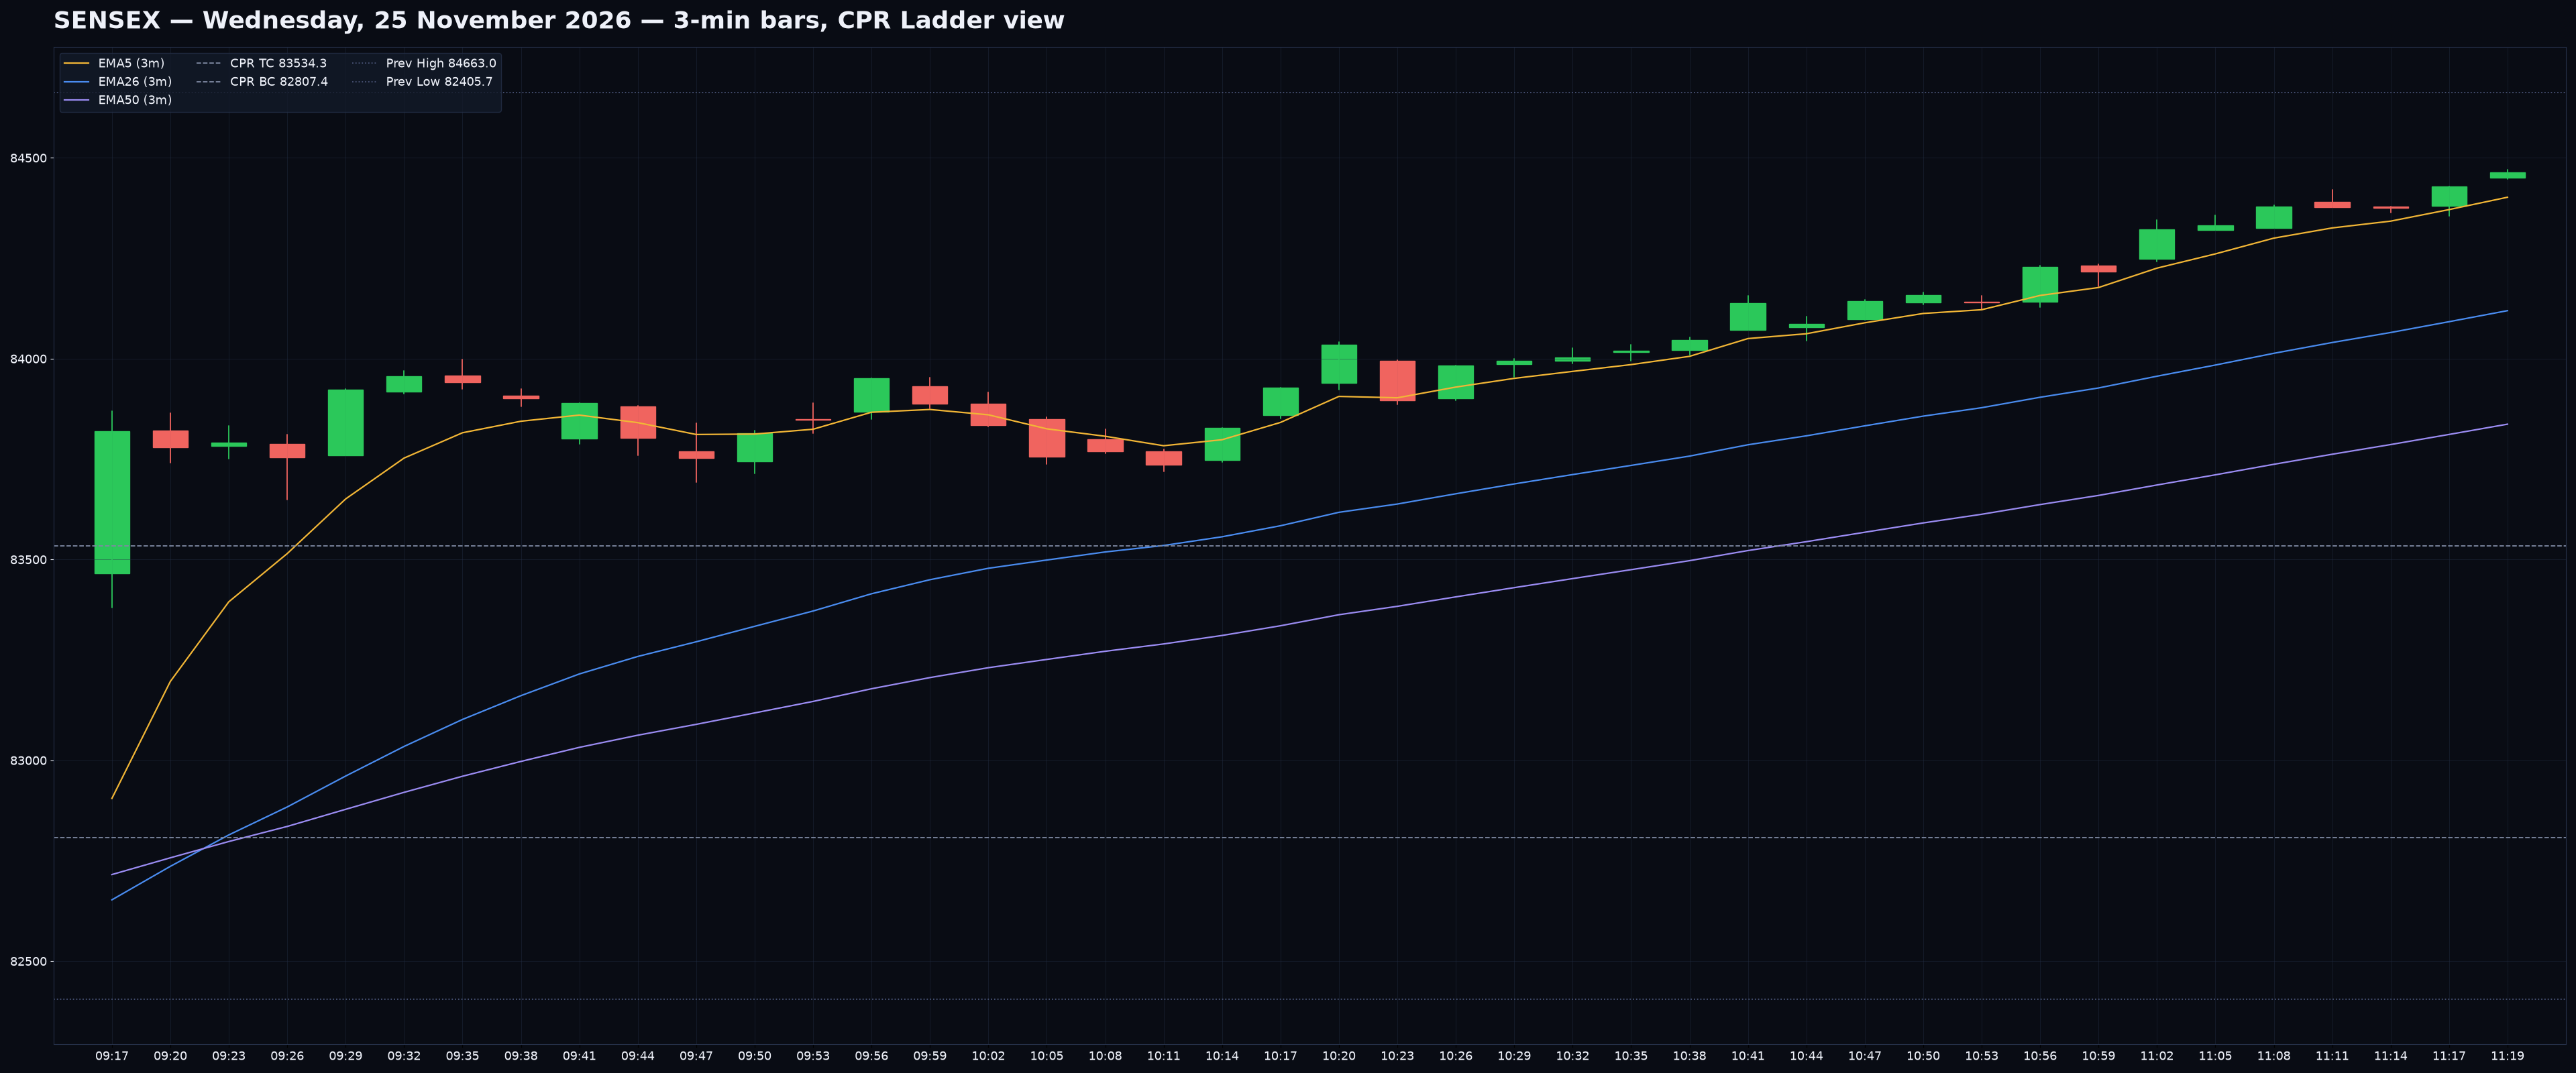 SENSEX — Wednesday, 25 November 2026 — 3-min bars, CPR Ladder view
EMA5 (3m) CPR TC 83534.3 Prev High 84663.0
EMA26 (3m) CPR BC 82807.4 Prev Low 82405.7
EMA50 (3m)
84500
84000
83500
83000
82500
09:17 09:20 09:23 09:26 09:29 09:32 09:35 09:38 09:41 09:44 09:47 09:50 09:53 09:56 09:59 10:02 10:05 10:08 10:11 10:14 10:17 10:20 10:23 10:26 10:29 10:32 10:35 10:38 10:41 10:44 10:47 10:50 10:53 10:56 10:59 11:02 11:05 11:08 11:11 11:14 11:17 11:19